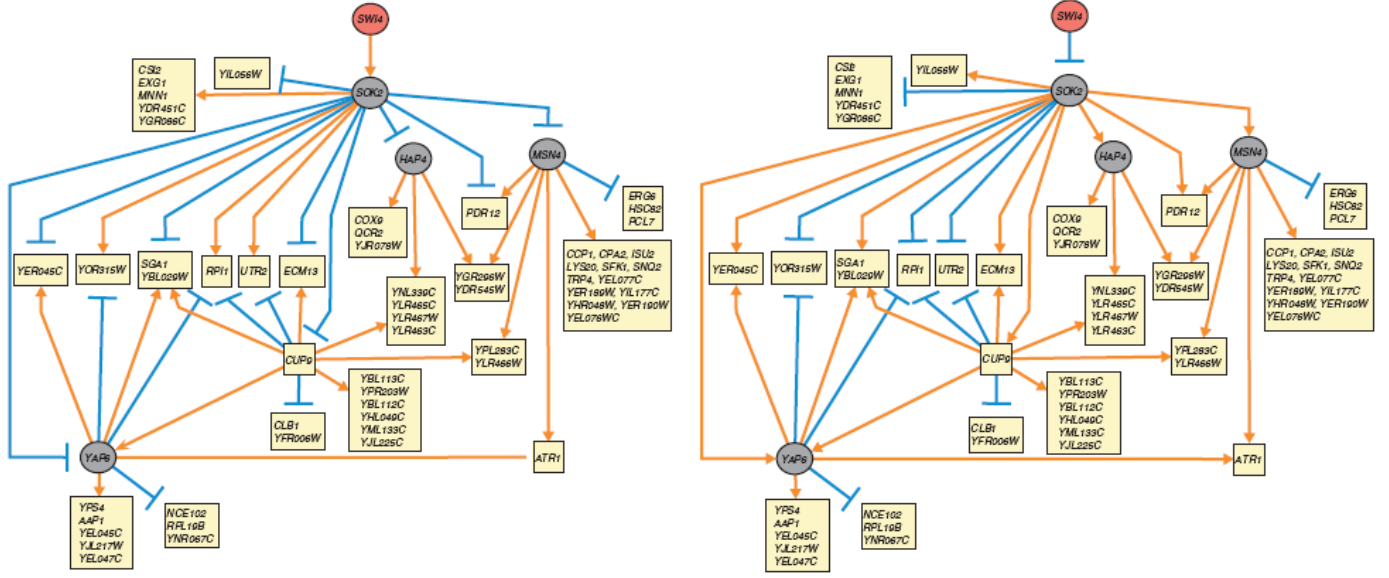 SWI4
CSI2
EXG1
MNN1
YDR451C
YGR086C
YIL056W
SOK2
HAP4
MSN4
ERG6
HSC82
PCL7
PDR12
COX9
QCR2
YJR078W
YER045C
YOR315W
SGA1
YBL029W
RPI1
UTR2
ECM13
YGR296W
YDR545W
CCP1, CPA2, ISU2
LYS20, SFK1, SNQ2
TRP4, YEL077C
YER189W, YIL177C
YHR048W, YER190W
YEL076WC
YNL339C
YLR465C
YLR467W
YLR463C
CUP9
YPL283C
YLR466W
YBL113C
YPR203W
YBL112C
YHL049C
YML133C
YJL225C
CLB1
YFR006W
YAP6
ATR1
YPS4
AAP1
YEL045C
YJL217W
YEL047C
NCE102
RPL19B
YNR067C
SWI4
CSI2
EXG1
MNN1
YDR451C
YGR086C
YIL056W
SOK2
HAP4
MSN4
ERG6
HSC82
PCL7
PDR12
COX9
QCR2
YJR078W
YER045C
YOR315W
SGA1
YBL029W
RPI1
UTR2
ECM13
YGR296W
YDR545W
CCP1, CPA2, ISU2
LYS20, SFK1, SNQ2
TRP4, YEL077C
YER189W, YIL177C
YHR048W, YER190W
YEL076WC
YNL339C
YLR465C
YLR467W
YLR463C
CUP9
YPL283C
YLR466W
YBL113C
YPR203W
YBL112C
YHL049C
YML133C
YJL225C
CLB1
YFR006W
YAP6
ATR1
YPS4
AAP1
YEL045C
YJL217W
YEL047C
NCE102
RPL19B
YNR067C